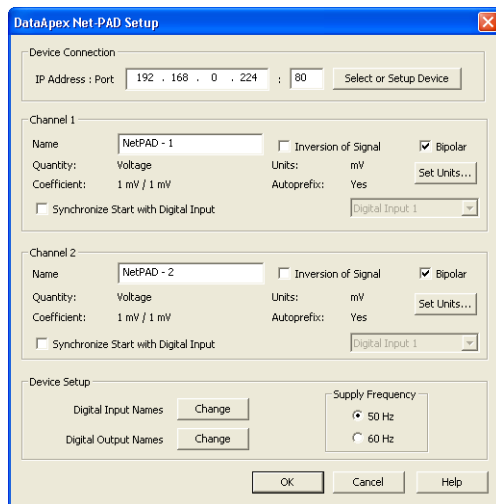 DataApex Net-PAD Setup
Device Connection
IP Address : Port 192 . 168 . 0 . 224 : 80 Select or Setup Device
Channel 1
Name NetPAD - 1 Inversion of Signal Bipolar
Quantity: Voltage Units: mV Set Units...
Coefficient: 1 mV / 1 mV Autoprefix: Yes
Synchronize Start with Digital Input Digital Input 1
Channel 2
Name NetPAD - 2 Inversion of Signal Bipolar
Quantity: Voltage Units: mV Set Units...
Coefficient: 1 mV / 1 mV Autoprefix: Yes
Synchronize Start with Digital Input Digital Input 1
Device Setup
Supply Frequency
Digital Input Names Change 50 Hz
Digital Output Names Change 60 Hz
OK Cancel Help